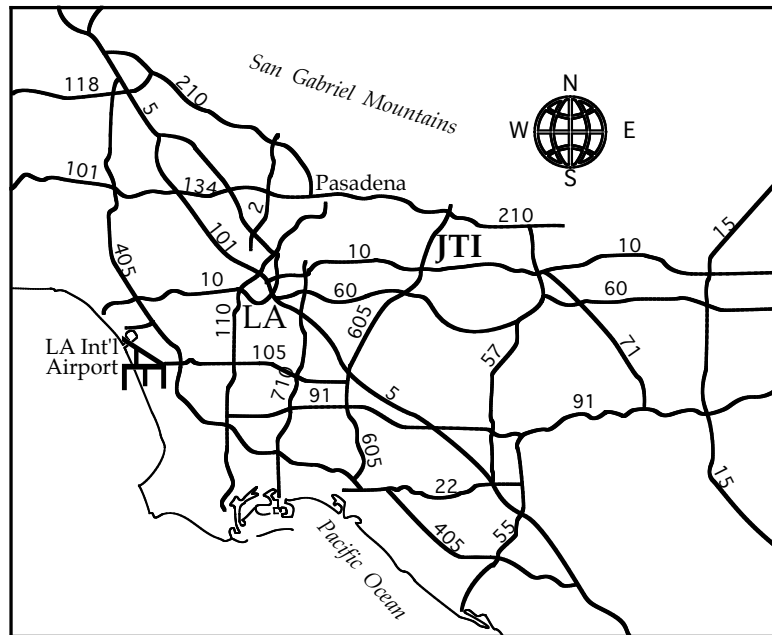 San Gabriel Mountains
N
W
E
S
118
5
210
101
134
2
Pasadena
210
15
101
JTI
405
10
10
10
110
LA
60
605
60
LA Int'l
Airport
105
710
57
71
91
5
91
605
22
15
405
55
Pacific Ocean